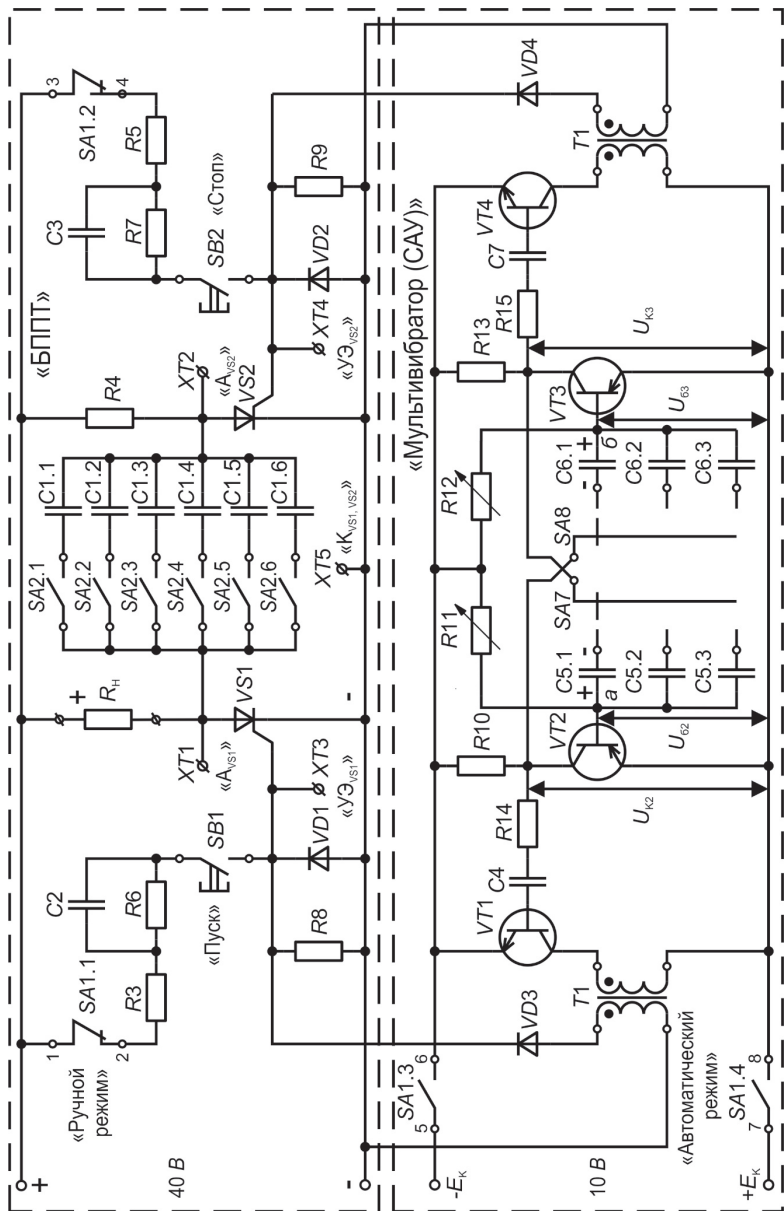 «БППТ»
+
40 В
-
«Ручной
режим»
1
SA1.1
2
R3
C2
R6
«Пуск»
SB1
R8
VD1
XT3
«УЭVS1»
XT1
«АVS1»
+
Rн
-
VS1
SA2.1
SA2.2
SA2.3
SA2.4
SA2.5
SA2.6
C1.1
C1.2
C1.3
C1.4
C1.5
C1.6
XT5
«КVS1, VS2»
R4
XT2
«АVS2»
VS2
XT4
«УЭVS2»
VD2
R9
SB2
«Стоп»
C3
R7
R5
SA1.2
3
4
«Мультивибратор (САУ)»
-Eк
10 В
+Eк
5
SA1.3
6
7
SA1.4
8
«Автоматический
режим»
VD3
T1
VT1
C4
R14
Uк2
R10
VT2
Uб2
а
+
-
C5.1
C5.2
C5.3
R11
R12
SA7
SA8
-
+
C6.1
C6.2
C6.3
б
VT3
Uб3
R13
Uк3
R15
C7
VT4
T1
VD4